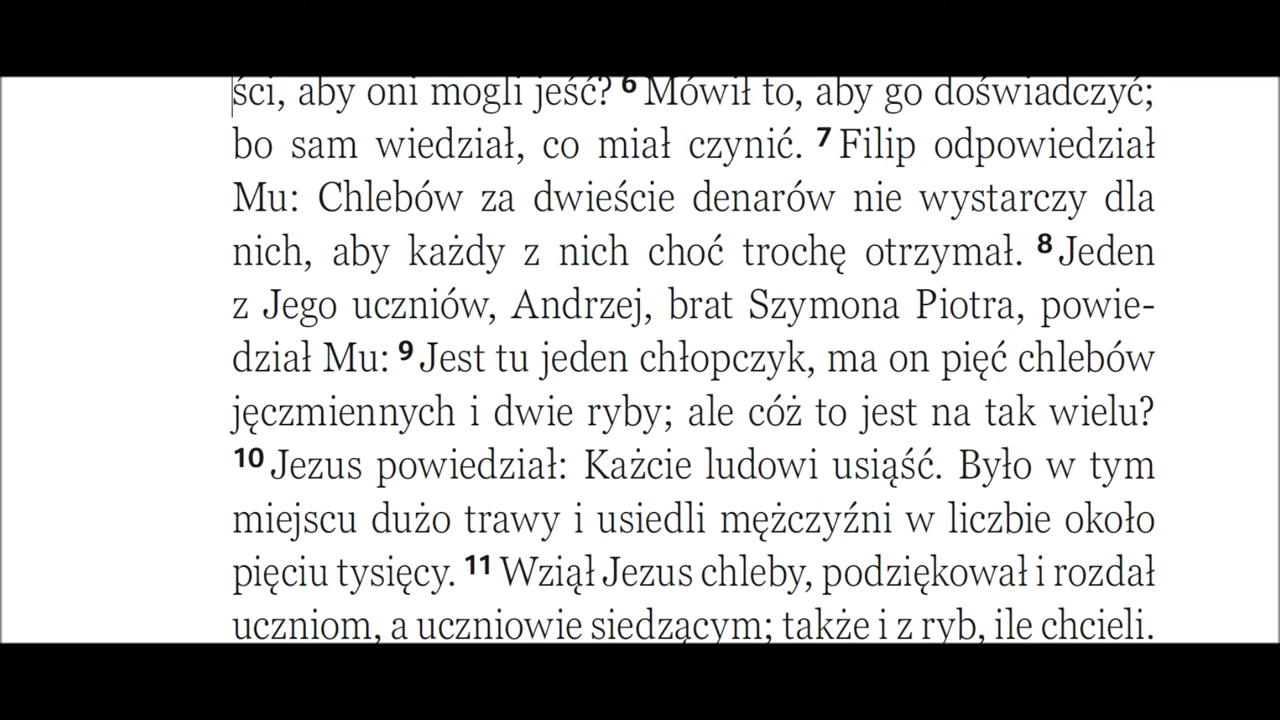 ści, aby oni mogli jeść? 6 Mówił to, aby go doświadczyć;
bo sam wiedział, co miał czynić. 7 Filip odpowiedział
Mu: Chlebów za dwieście denarów nie wystarczy dla
nich, aby każdy z nich choć trochę otrzymał. 8 Jeden
z Jego uczniów, Andrzej, brat Szymona Piotra, powie-
dział Mu: 9 Jest tu jeden chłopczyk, ma on pięć chlebów
jęczmiennych i dwie ryby; ale cóż to jest na tak wielu?
10 Jezus powiedział: Każcie ludowi usiąść. Było w tym
miejscu dużo trawy i usiedli mężczyźni w liczbie około
pięciu tysięcy. 11 Wziął Jezus chleby, podziękował i rozdał
uczniom, a uczniowie siedzącym; także i z ryb, ile chcieli.